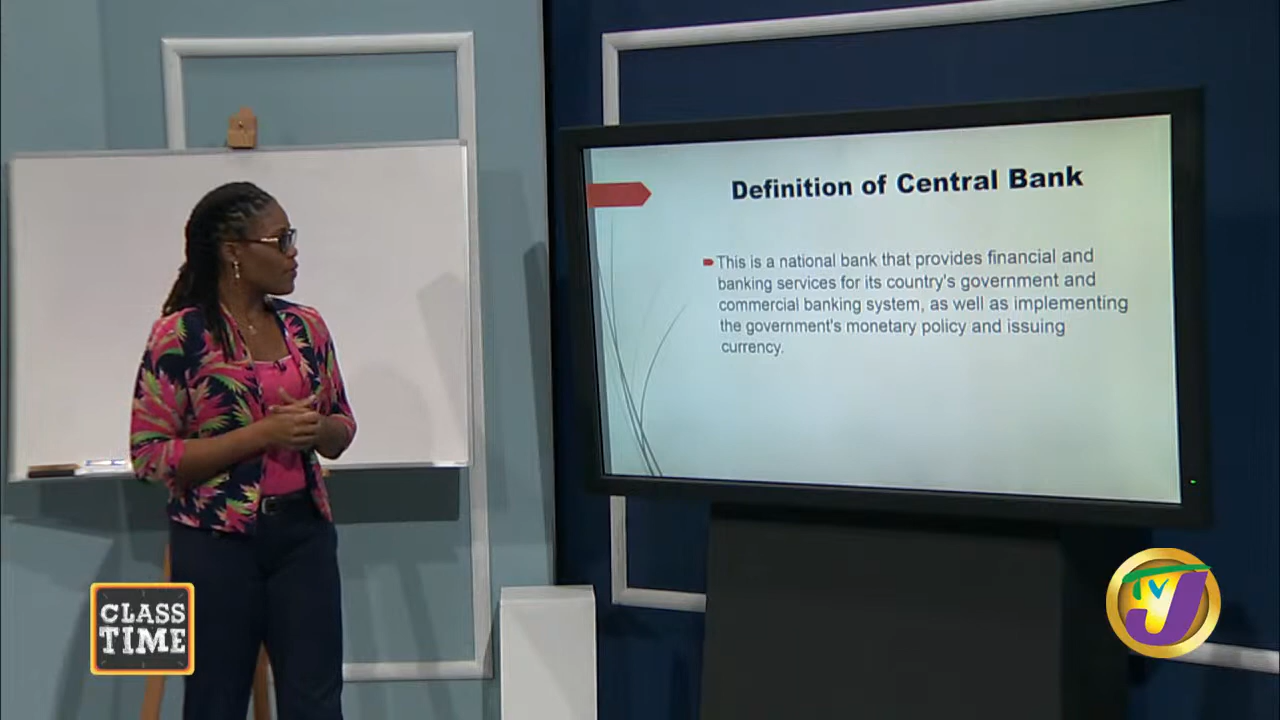 Definition of Central Bank
This is a national bank that provides financial and
banking services for its country's government and
commercial banking system, as well as implementing
the government's monetary policy and issuing
currency.
CLASS
TIME
TVJ